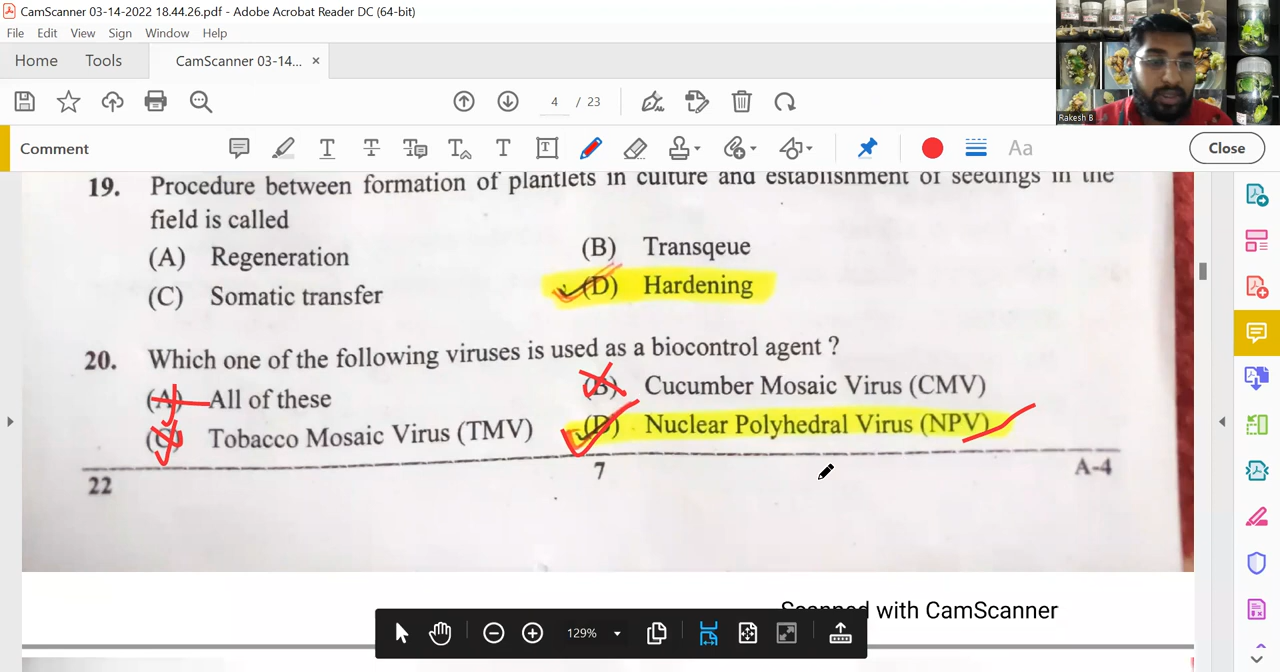 CamScanner 03-14-2022 18.44.26.pdf - Adobe Acrobat Reader DC (64-bit)
File Edit View Sign Window Help
Home Tools CamScanner 03-14... ×
4 / 23
Rakesh B
Comment
Aa
Close
19. Procedure between formation of plantlets in culture and establishment of seedings in the
field is called
(A) Regeneration (B) Transqeue
(C) Somatic transfer (D) Hardening
20. Which one of the following viruses is used as a biocontrol agent ?
(A) All of these (B) Cucumber Mosaic Virus (CMV)
(C) Tobacco Mosaic Virus (TMV) (D) Nuclear Polyhedral Virus (NPV)
22 7 A-4
Scanned with CamScanner
129%